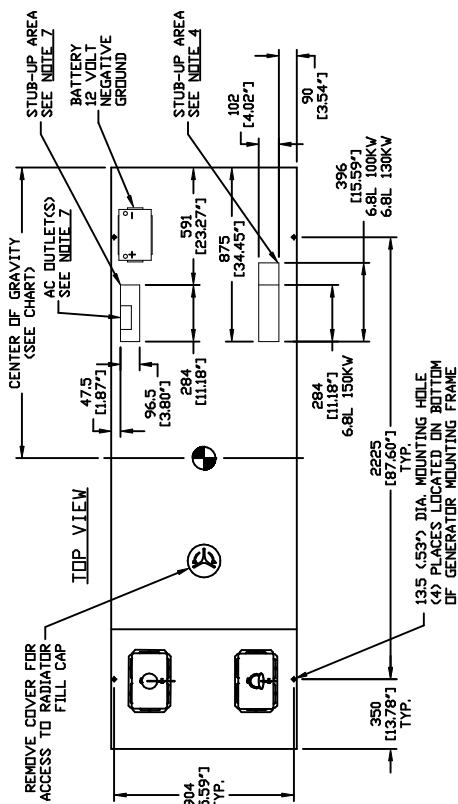 STUB-UP AREA
SEE NOTE 7
BATTERY
12 VOLT
NEGATIVE
GROUND
STUB-UP AREA
SEE NOTE 4
CENTER OF GRAVITY
(SEE CHART)
AC OUTLET(S)
SEE NOTE 7
47.5
[1.87"]
96.5
[3.80"]
284
[11.18"]
591
[23.27"]
875
[34.45"]
102
[4.02"]
90
[3.54"]
396
[15.59"]
6.8L 100KW
6.8L 130KW
284
[11.18"]
6.8L 150KW
2225
[87.60"]
TYP.
TOP VIEW
REMOVE COVER FOR
ACCESS TO RADIATOR
FILL CAP
13.5 (.53") DIA. MOUNTING HOLE
(4) PLACES LOCATED ON BOTTOM
OF GENERATOR MOUNTING FRAME
350
[13.78"]
TYP.
904
TYP.
+
-